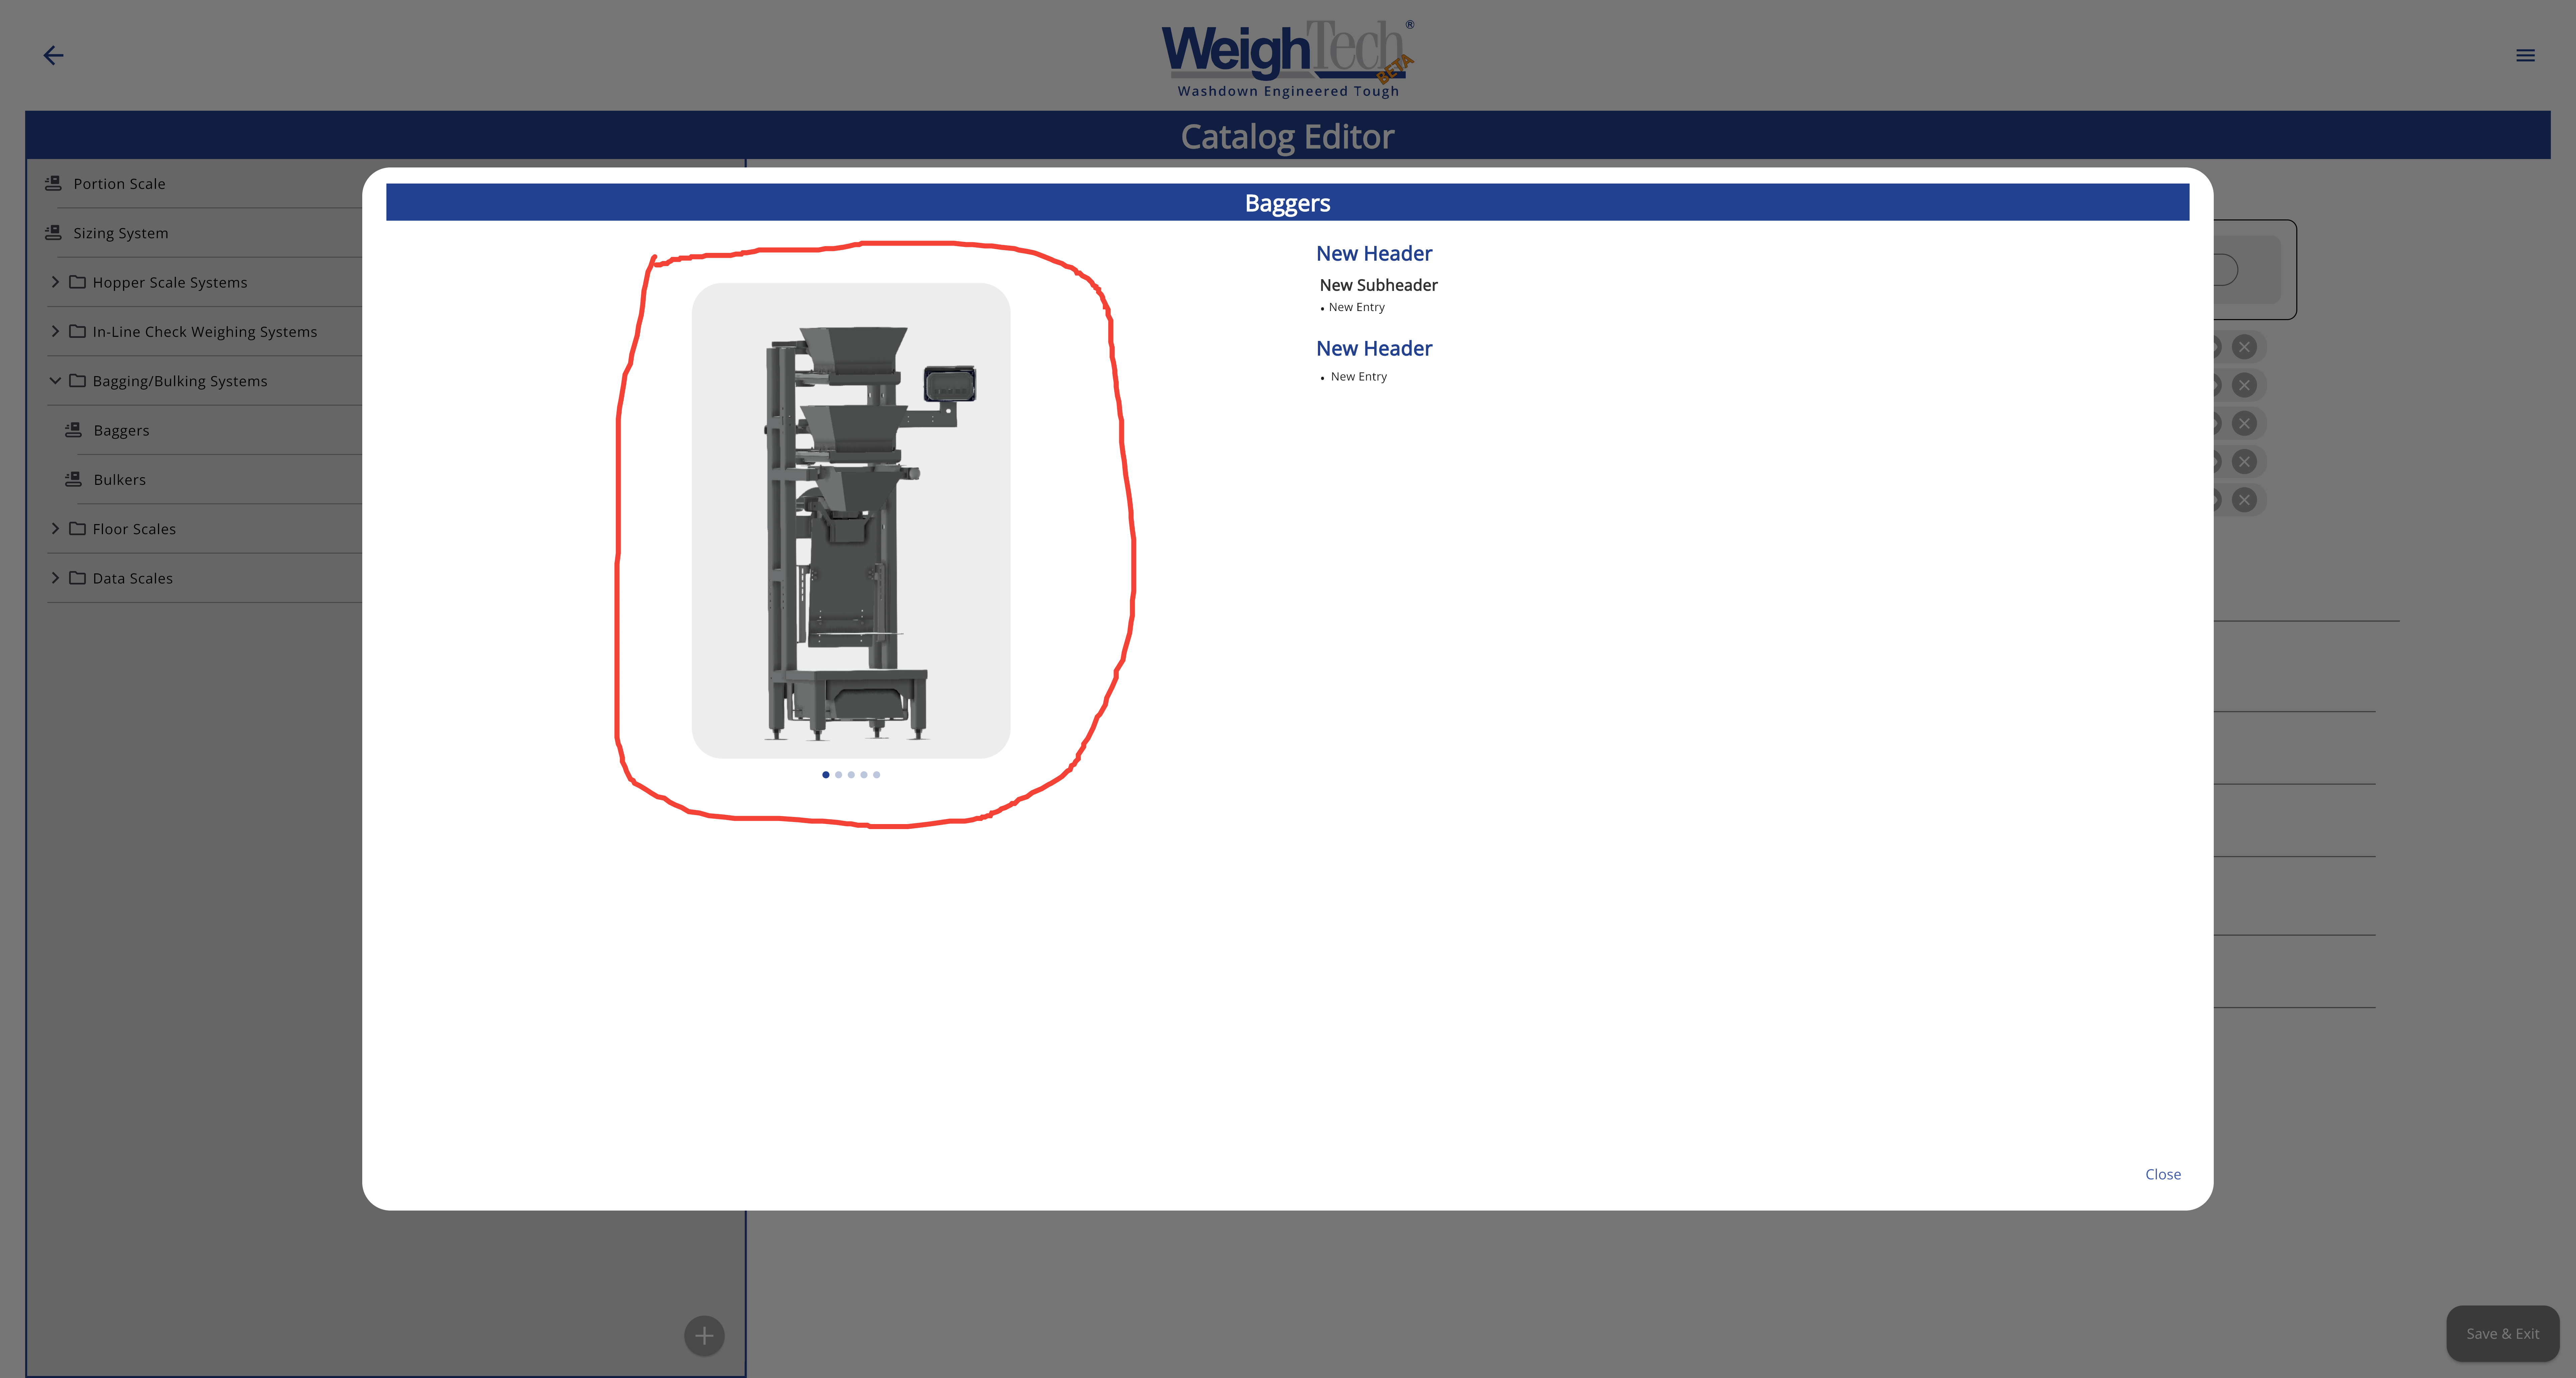 WeighTech®
BETA
Washdown Engineered Tough
Catalog Editor
Portion Scale
Sizing System
Hopper Scale Systems
In-Line Check Weighing Systems
Bagging/Bulking Systems
Baggers
Bulkers
Floor Scales
Data Scales
Baggers
New Header
New Subheader
• New Entry
New Header
• New Entry
Close
Save & Exit